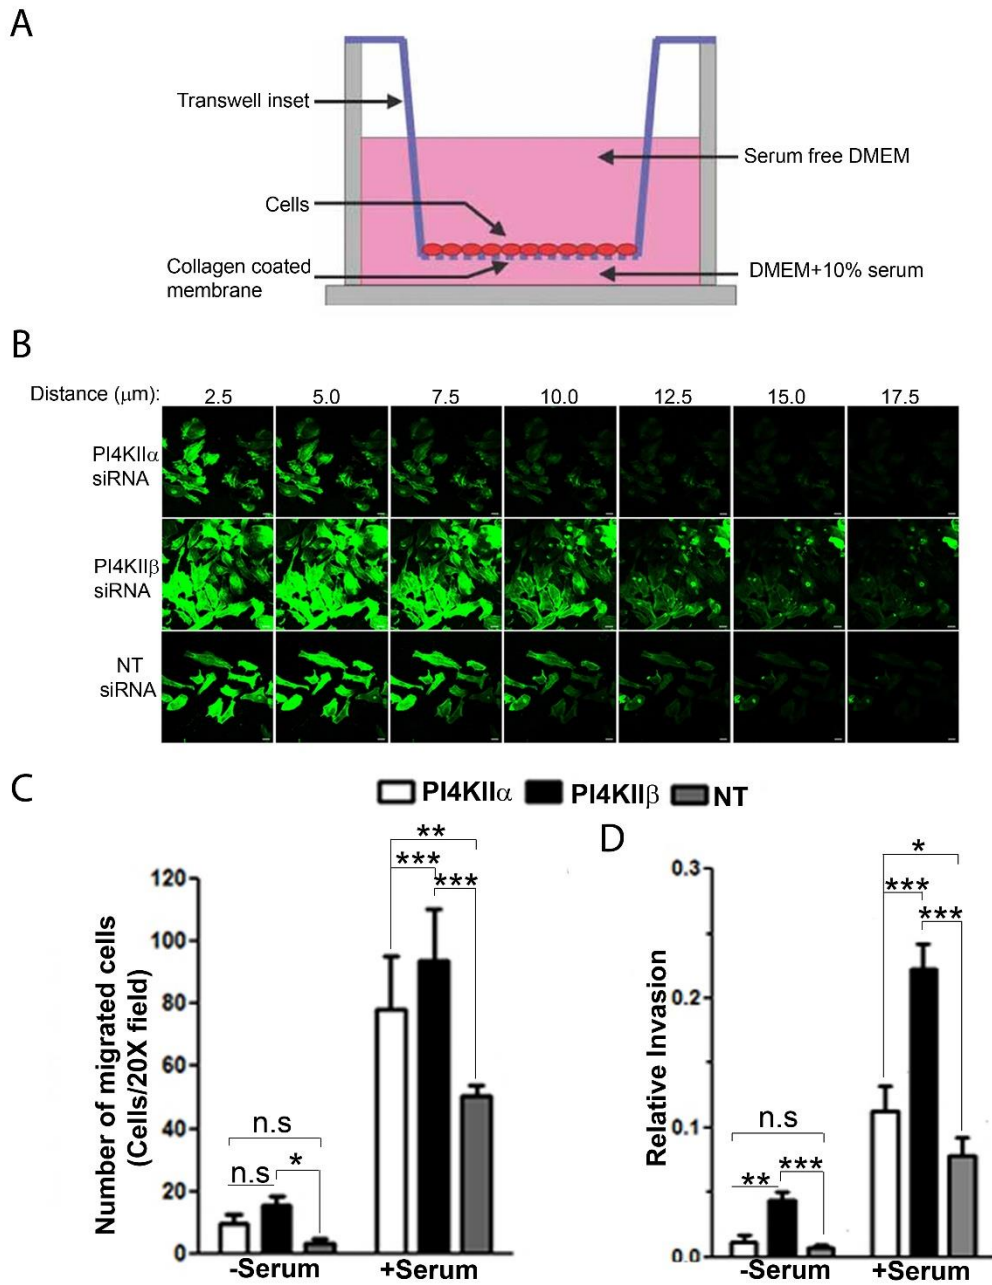 A
Transwell inset
Serum free DMEM
Cells
Collagen coated
membrane
DMEM+10% serum
B
Distance (μm): 2.5 5.0 7.5 10.0 12.5 15.0 17.5
PI4KIIα
siRNA
PI4KIIβ
siRNA
NT
siRNA
C
PI4KIIα PI4KIIβ NT
Number of migrated cells
(Cells/20X field)
120
100
80
60
40
20
0
n.s
n.s *
**
***
***
-Serum +Serum
D
Relative Invasion
0.3
0.2
0.1
0.0
n.s
** ***
*
***
***
-Serum +Serum